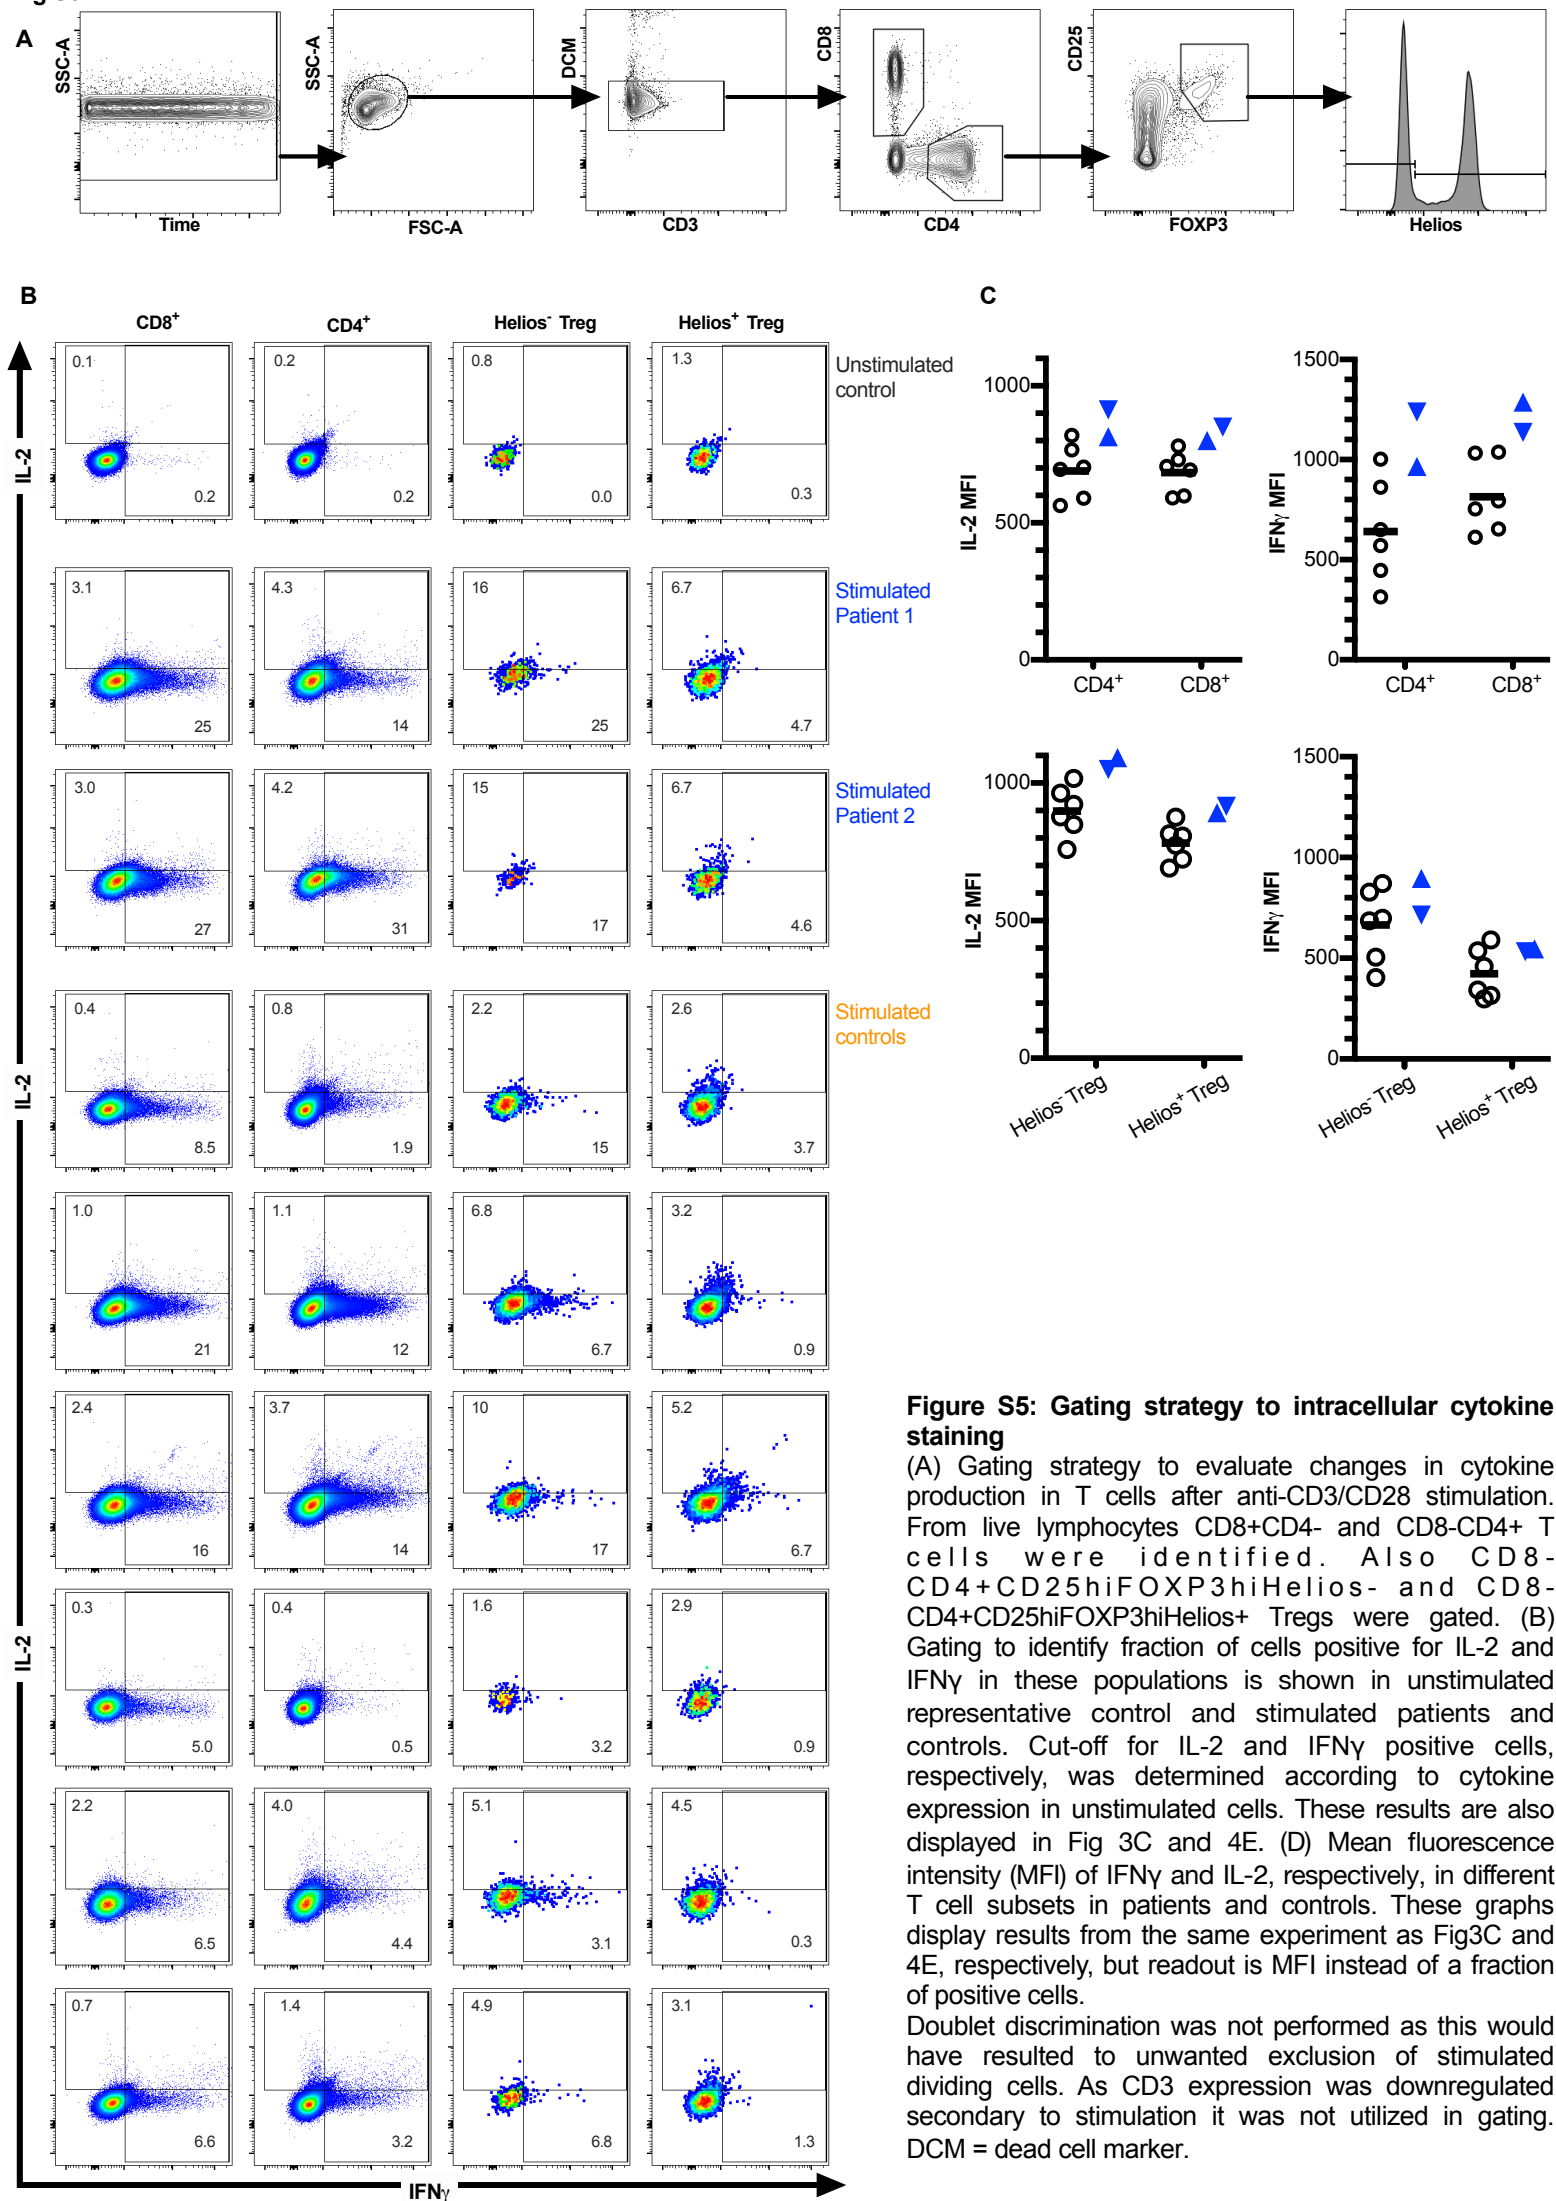 A
SSC-A
Time
SSC-A
FSC-A
DCM
CD3
CD8
CD4
CD25
FOXP3
Helios
B
CD8+
CD4+
Helios- Treg
Helios+ Treg
IL-2
0.1
0.2
0.2
0.2
0.8
0.0
1.3
0.3
Unstimulated
control
3.1
25
4.3
14
16
25
6.7
4.7
Stimulated
Patient 1
3.0
27
4.2
31
15
17
6.7
4.6
Stimulated
Patient 2
IL-2
0.4
8.5
0.8
1.9
2.2
15
2.6
3.7
Stimulated
controls
1.0
21
1.1
12
6.8
6.7
3.2
0.9
2.4
16
3.7
14
10
17
5.2
6.7
IL-2
0.3
5.0
0.4
0.5
1.6
3.2
2.9
0.9
2.2
6.5
4.0
4.4
5.1
3.1
4.5
0.3
0.7
6.6
1.4
3.2
4.9
6.8
3.1
1.3
IFNγ
C
IL-2 MFI
1000
500
0
CD4+
CD8+
IFNγ MFI
1500
1000
500
0
CD4+
CD8+
IL-2 MFI
1000
500
0
Helios- Treg
Helios+ Treg
IFNγ MFI
1500
1000
500
0
Helios- Treg
Helios+ Treg
Figure S5: Gating strategy to intracellular cytokine
staining
(A) Gating strategy to evaluate changes in cytokine
production in T cells after anti-CD3/CD28 stimulation.
From live lymphocytes CD8+CD4- and CD8-CD4+ T
cells were identified. Also CD8-
CD4+CD25hiFOXP3hiHelios- and CD8-
CD4+CD25hiFOXP3hiHelios+ Tregs were gated. (B)
Gating to identify fraction of cells positive for IL-2 and
IFNγ in these populations is shown in unstimulated
representative control and stimulated patients and
controls. Cut-off for IL-2 and IFNγ positive cells,
respectively, was determined according to cytokine
expression in unstimulated cells. These results are also
displayed in Fig 3C and 4E. (D) Mean fluorescence
intensity (MFI) of IFNγ and IL-2, respectively, in different
T cell subsets in patients and controls. These graphs
display results from the same experiment as Fig3C and
4E, respectively, but readout is MFI instead of a fraction
of positive cells.
Doublet discrimination was not performed as this would
have resulted to unwanted exclusion of stimulated
dividing cells. As CD3 expression was downregulated
secondary to stimulation it was not utilized in gating.
DCM = dead cell marker.